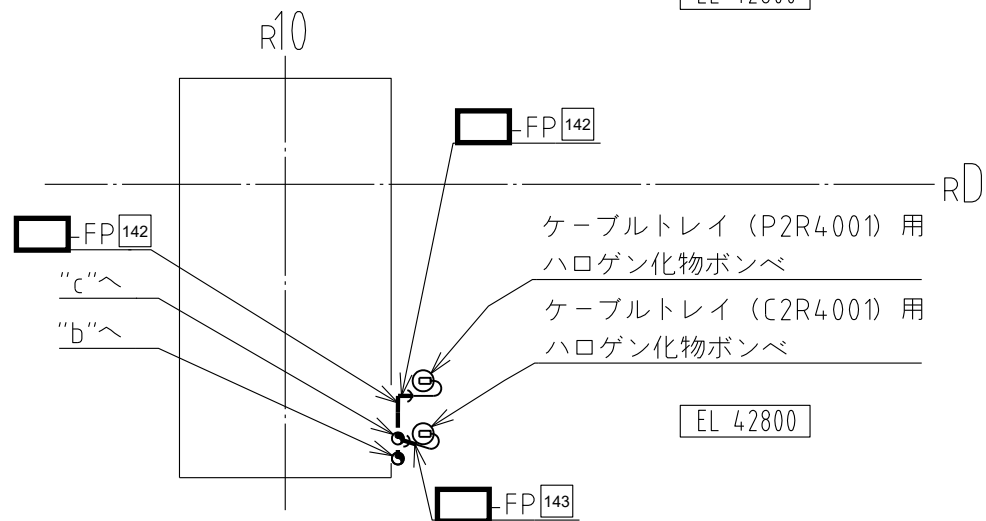 R10
-FP 142
RD
-FP 142
"c"へ
"b"へ
ケーブルトレイ (P2R4001) 用
ハロゲン化物ボンベ
ケーブルトレイ (C2R4001) 用
ハロゲン化物ボンベ
EL 42800
-FP 143